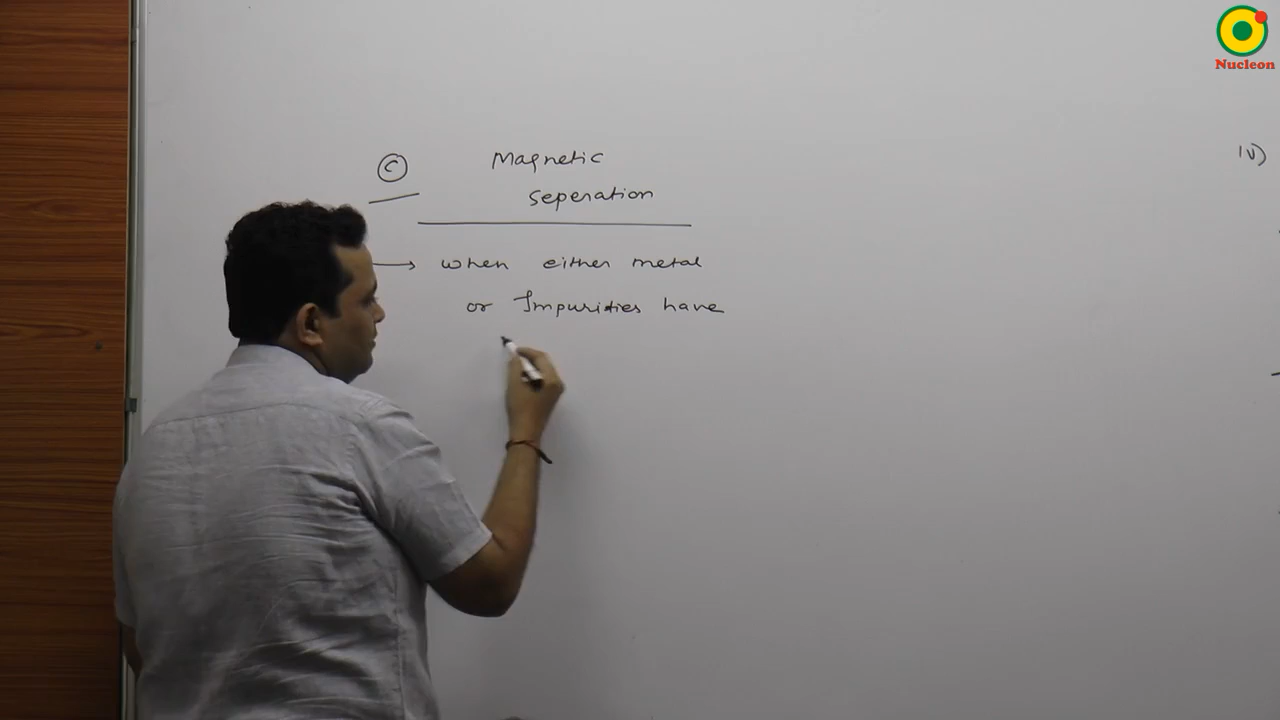 Nucleon
(c) Magnetic
seperation
→ when either metal
or Impurities have
iv)